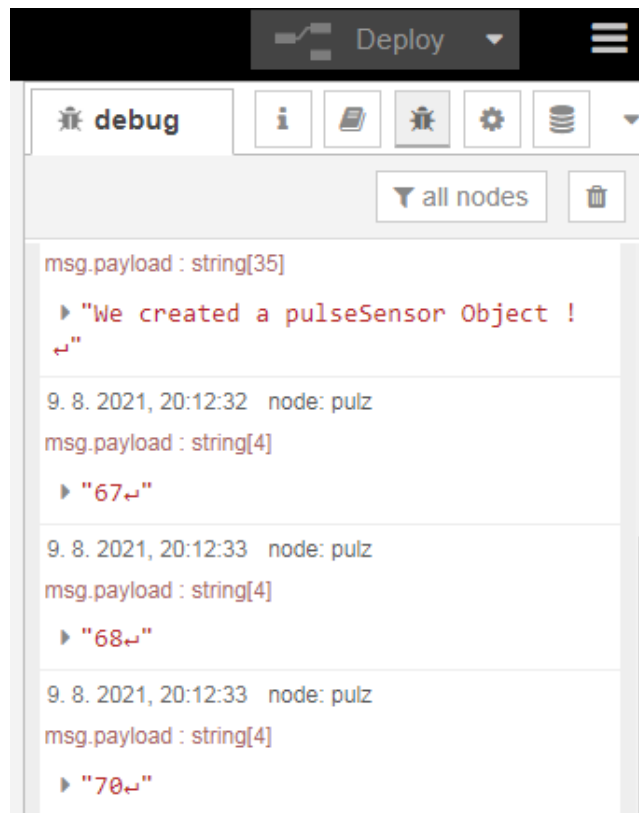 Deploy
debug
i
all nodes
msg.payload : string[35]
"We created a pulseSensor Object !
↵"
9. 8. 2021, 20:12:32 node: pulz
msg.payload : string[4]
"67↵"
9. 8. 2021, 20:12:33 node: pulz
msg.payload : string[4]
"68↵"
9. 8. 2021, 20:12:33 node: pulz
msg.payload : string[4]
"70↵"